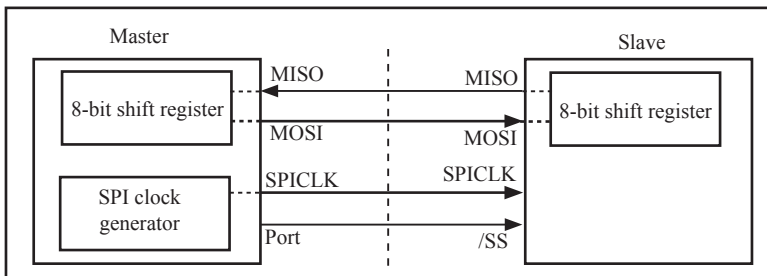 Master
Slave
MISO
MISO
8-bit shift register
8-bit shift register
MOSI
MOSI
SPICLK
SPICLK
SPI clock
generator
Port
/SS